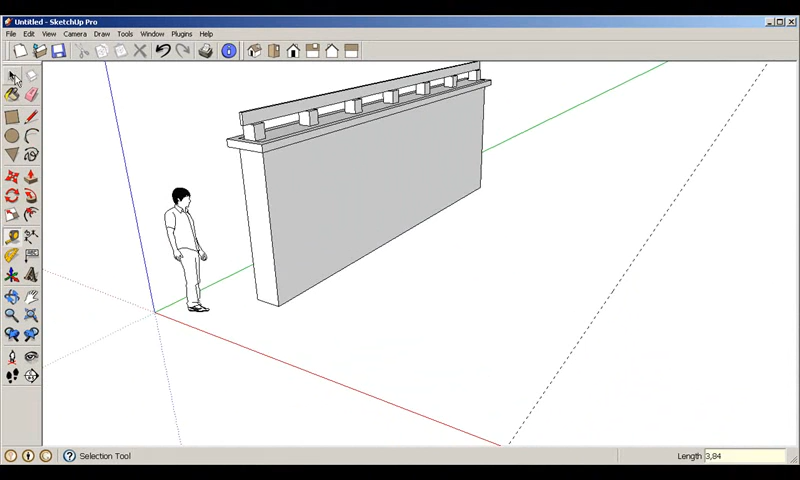 Untitled - SketchUp Pro
File Edit View Camera Draw Tools Window Plugins Help
Selection Tool
Length 3,84